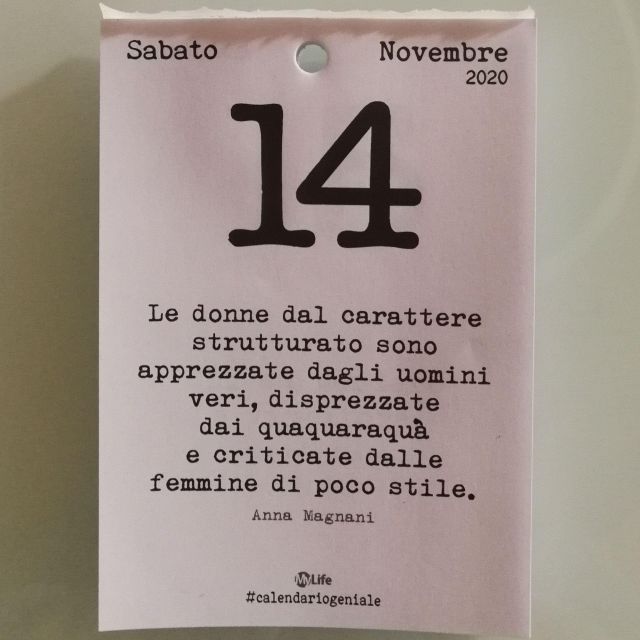 Sabato
Novembre
2020
14
Le donne dal carattere
strutturato sono
apprezzate dagli uomini
veri, disprezzate
dai quaquaraquà
e criticate dalle
femmine di poco stile.
Anna Magnani
MyLife
#calendariogeniale